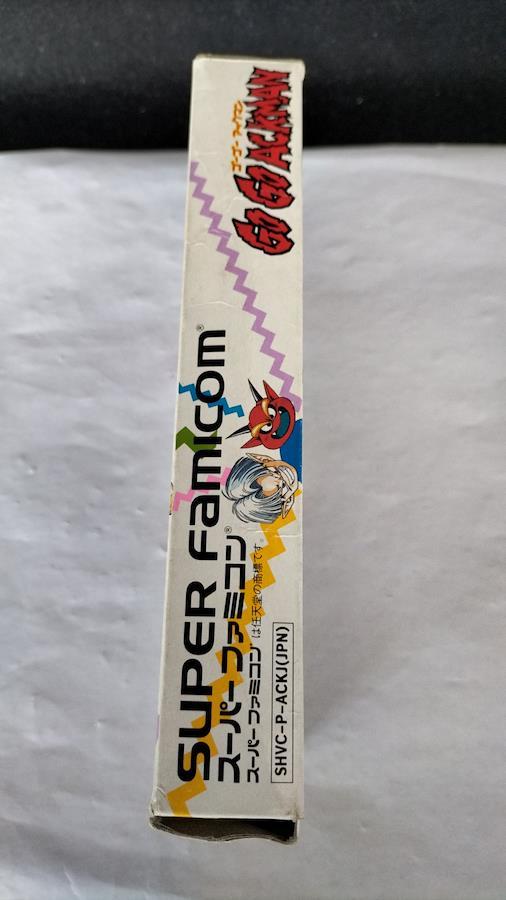 SUPER FAMICOM®
スーパーファミコン®
スーパーファミコンは任天堂の商標です。
SHVC-P-ACKJ(JPN)
ゴーゴー アックマン
GO GO ACKMAN